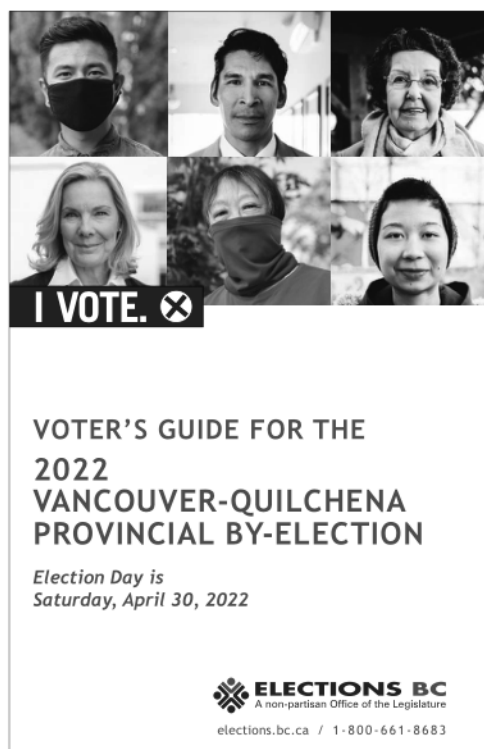 I VOTE.
VOTER'S GUIDE FOR THE
2022
VANCOUVER-QUILCHENA
PROVINCIAL BY-ELECTION
Election Day is
Saturday, April 30, 2022
ELECTIONS BC
A non-partisan Office of the Legislature
elections.bc.ca / 1-800-661-8683